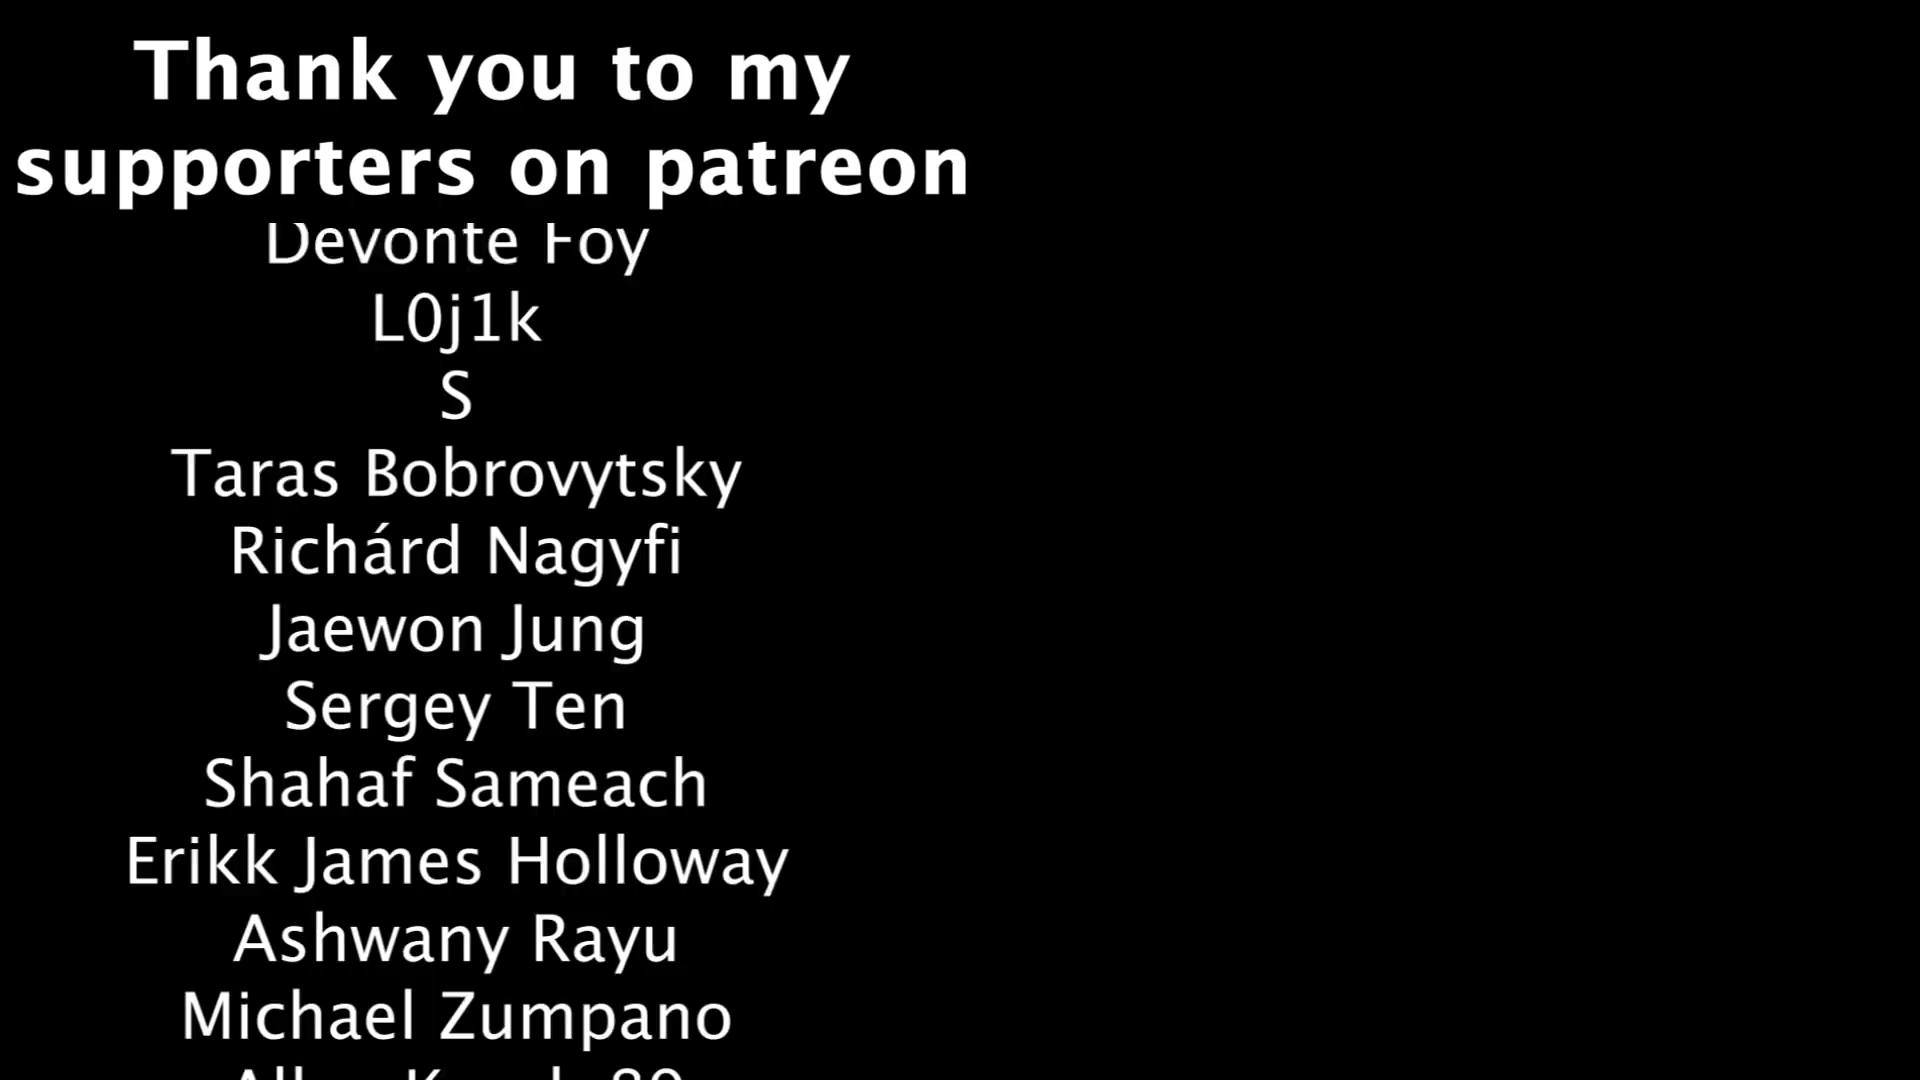 Thank you to my
supporters on patreon
Devonte Foy
L0j1k
S
Taras Bobrovytsky
Richárd Nagyfi
Jaewon Jung
Sergey Ten
Shahaf Sameach
Erikk James Holloway
Ashwany Rayu
Michael Zumpano